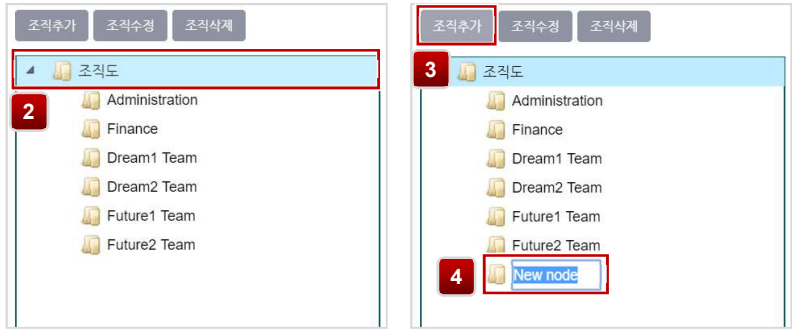 조직추가 조직수정 조직삭제
2
조직도
Administration
Finance
Dream1 Team
Dream2 Team
Future1 Team
Future2 Team
조직추가 조직수정 조직삭제
3
조직도
Administration
Finance
Dream1 Team
Dream2 Team
Future1 Team
Future2 Team
4
New node